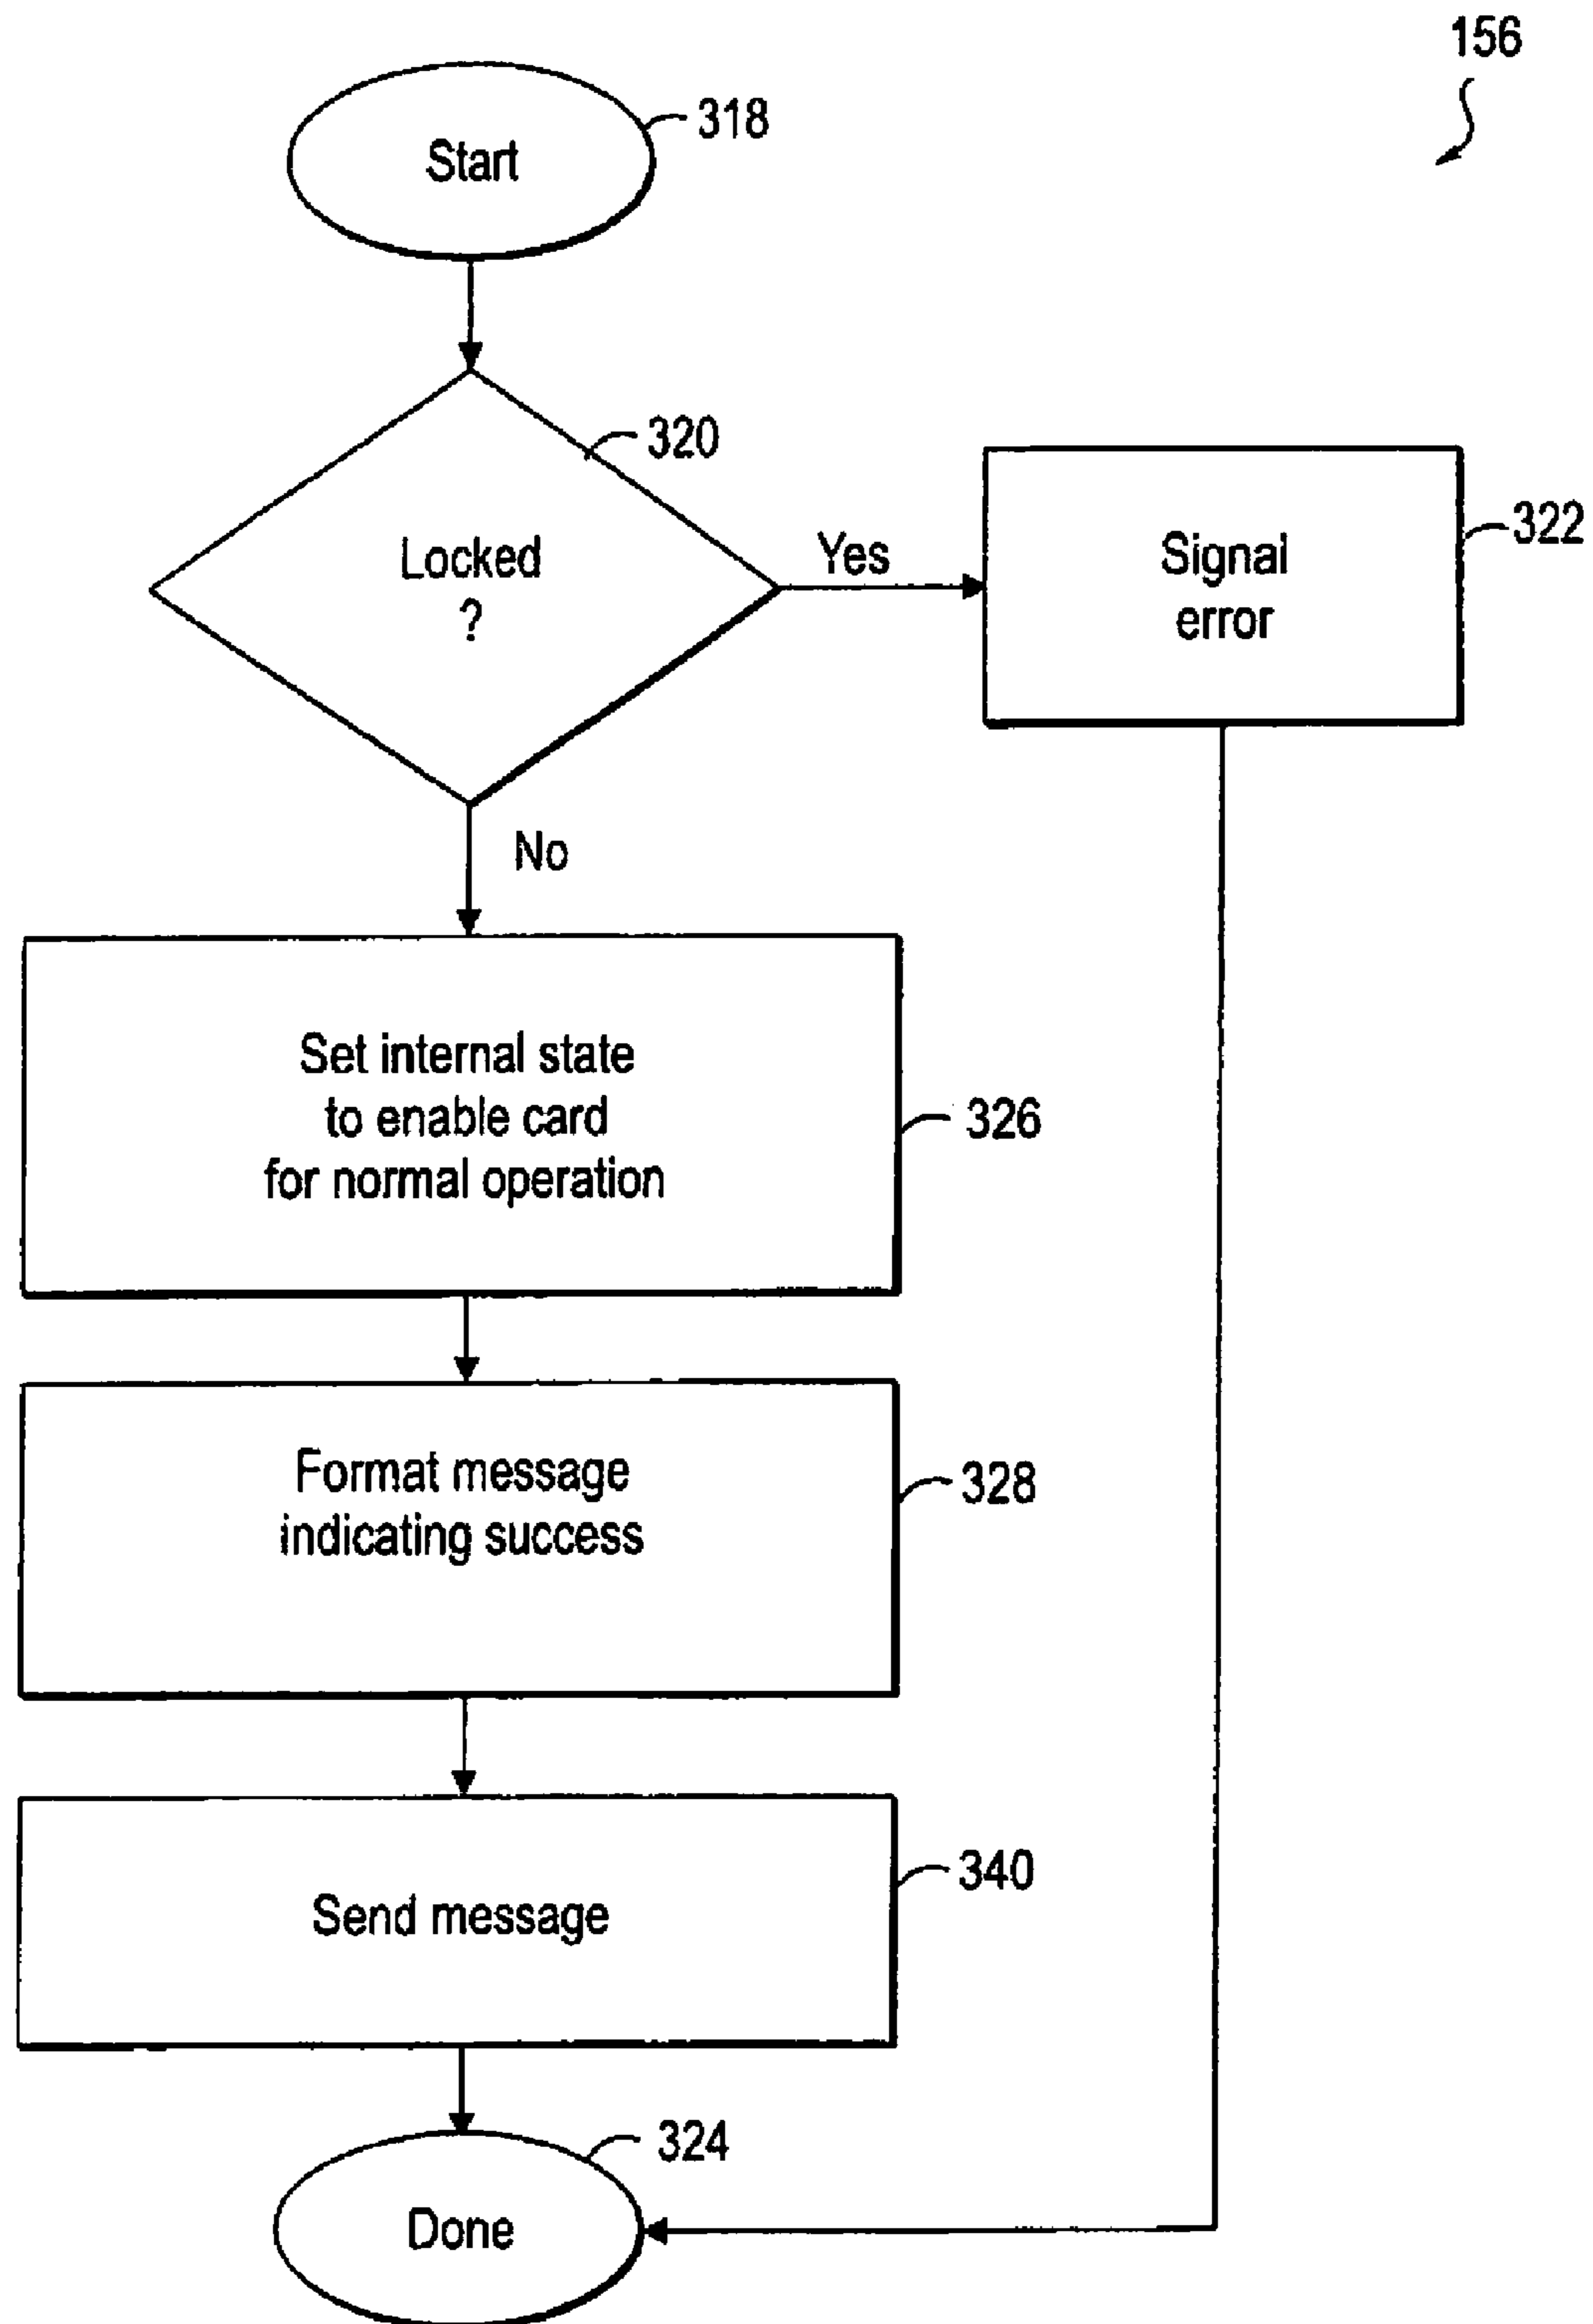 156
Start
318
320
Locked
?
Yes
Signal
error
322
No
Set internal state
to enable card
for normal operation
326
Format message
indicating success
328
Send message
340
324
Done